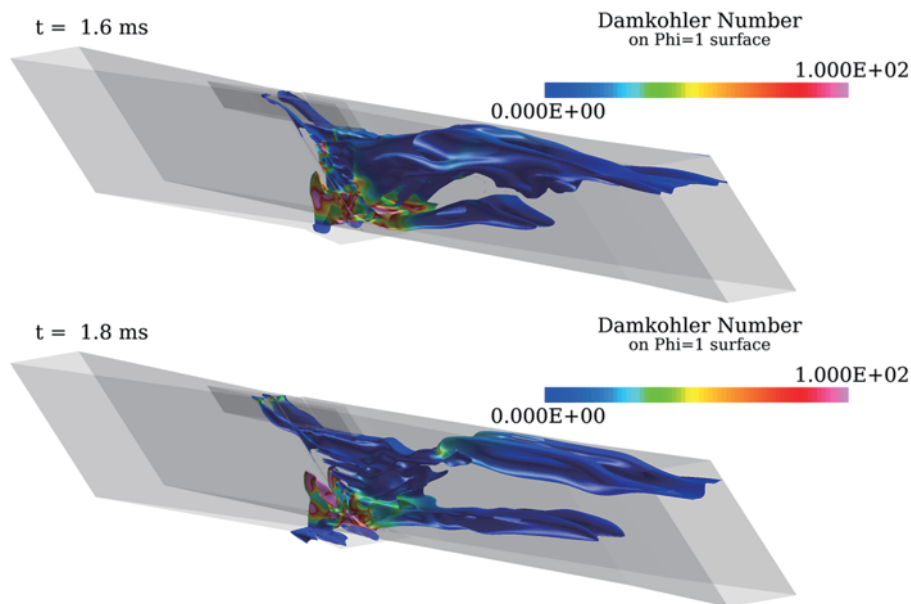 t = 1.6 ms
Damkohler Number
on Phi=1 surface
1.000E+02
0.000E+00
t = 1.8 ms
Damkohler Number
on Phi=1 surface
1.000E+02
0.000E+00